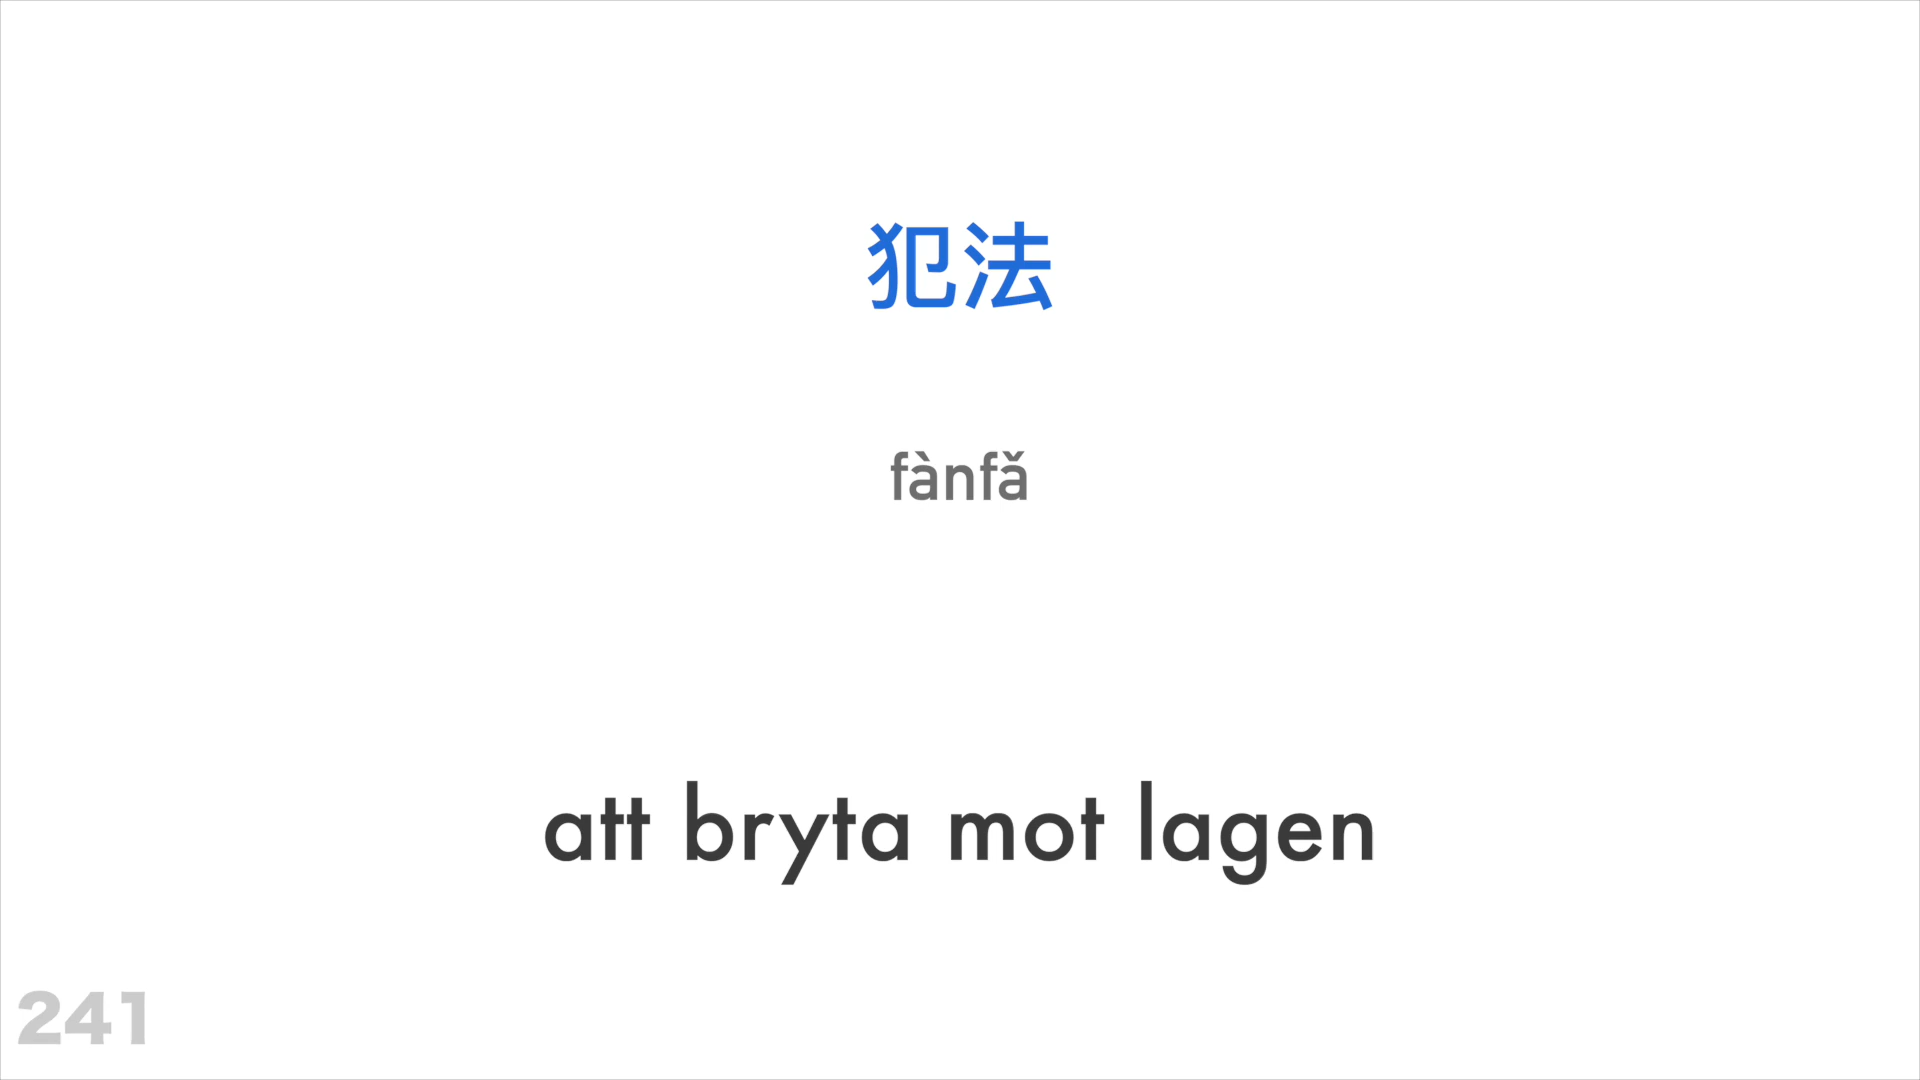 犯法
fànfǎ
att bryta mot lagen
241